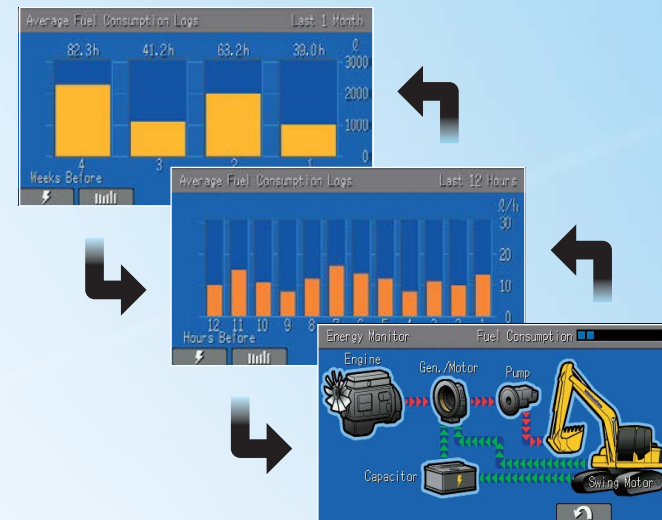 Average Fuel Consumption Logs Last 1 Month
82.3h 41.2h 63.2h 39.0h ℓ
3000
2000
1000
0
4 3 2 1
Weeks Before
Average Fuel Consumption Logs Last 12 Hours
ℓ/h
30
20
10
0
12 11 10 9 8 7 6 5 4 3 2 1
Hours Before
Energy Monitor Fuel Consumption
Engine Gen./Motor Pump
Capacitor
Swing Motor